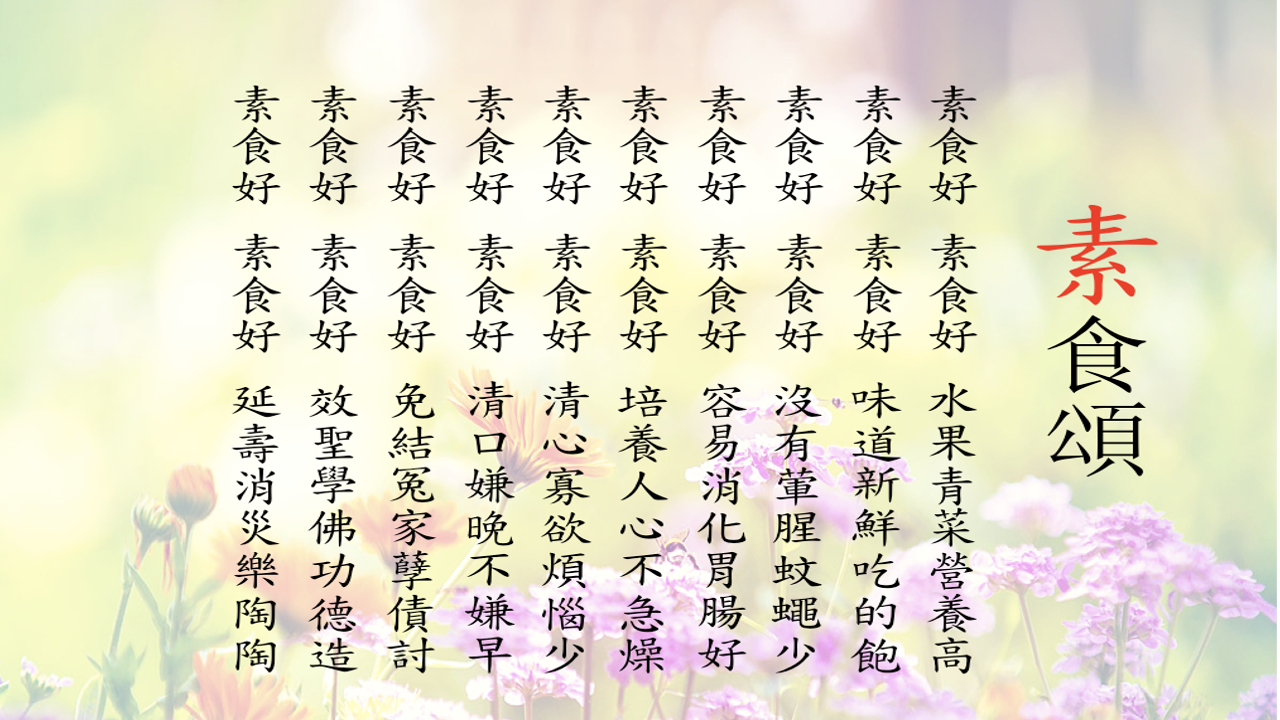 素食頌
素食好 素食好 水果青菜營養高
素食好 素食好 味道新鮮吃的飽
素食好 素食好 沒有葷腥蚊蠅少
素食好 素食好 容易消化胃腸好
素食好 素食好 培養人心不急燥
素食好 素食好 清心寡欲煩惱少
素食好 素食好 清口嫌晚不嫌早
素食好 素食好 免結冤家孽債討
素食好 素食好 效聖學佛功德造
素食好 素食好 延壽消災樂陶陶